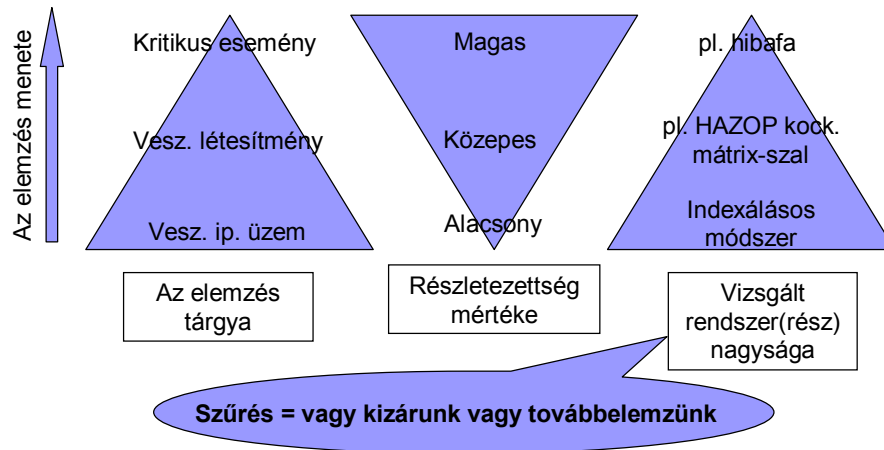 Az elemzés menete
Kritikus esemény
Vesz. létesítmény
Vesz. ip. üzem
Az elemzés
tárgya
Magas
Közepes
Alacsony
Részletezettség
mértéke
pl. hibafa
pl. HAZOP kock.
mátrix-szal
Indexálásos
módszer
Vizsgált
rendszer(rész)
nagysága
Szűrés = vagy kizárunk vagy továbbelemzünk